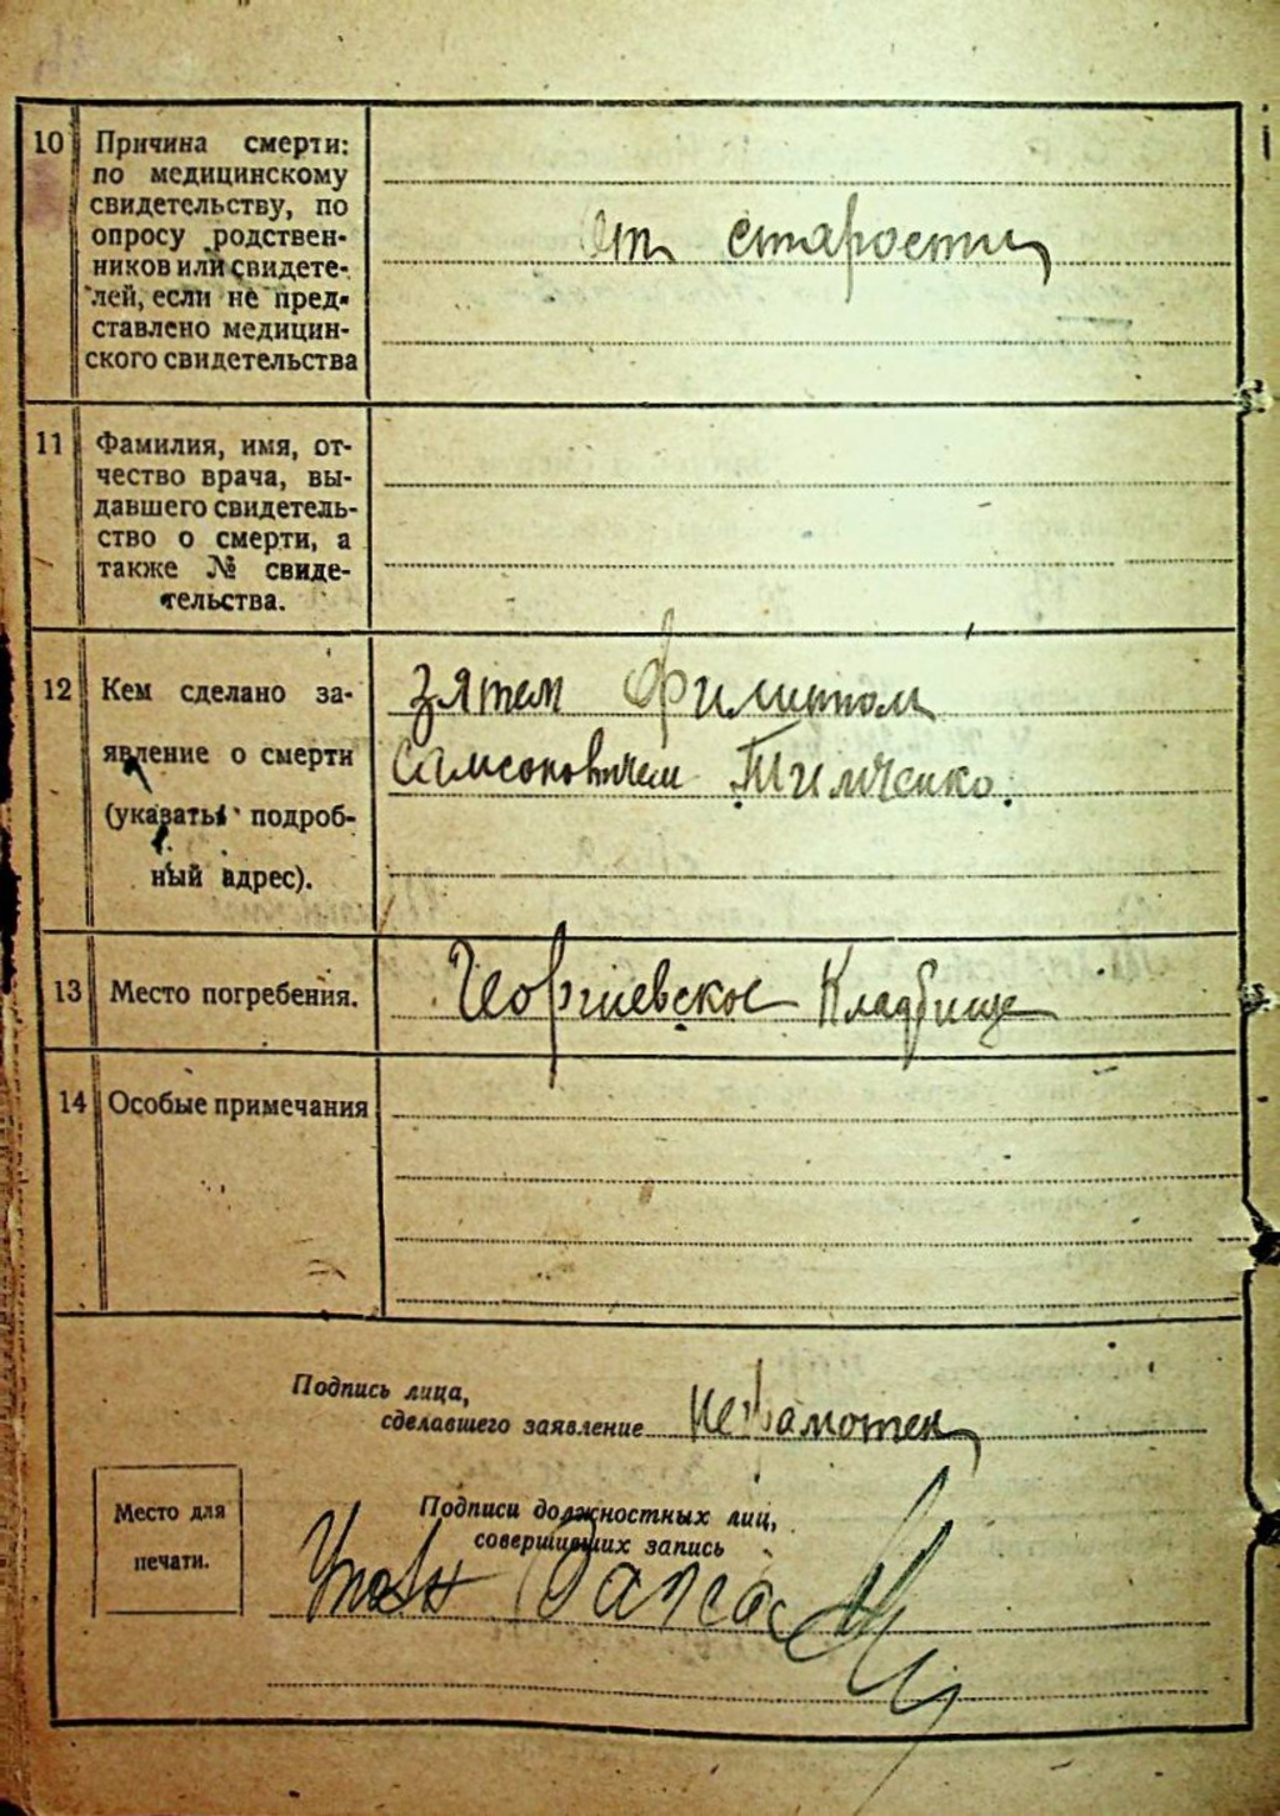 10 Причина смерти:
по медицинскому
свидетельству, по
опросу родствен-
ников или свидете-
лей, если не пред-
ставлено медицин-
ского свидетельства
От старости
11 Фамилия, имя, от-
чество врача, вы-
давшего свидетель-
ство о смерти, а
также № свиде-
тельства.
12 Кем сделано за-
явление о смерти
(указать подроб-
ный адрес).
Зятем Филиппом
Самсоновичем Тимченко.
13 Место погребения.
Георгиевское Кладбище
14 Особые примечания
Подпись лица,
сделавшего заявление неграмотен
Место для
печати.
Подписи должностных лиц,
совершивших запись